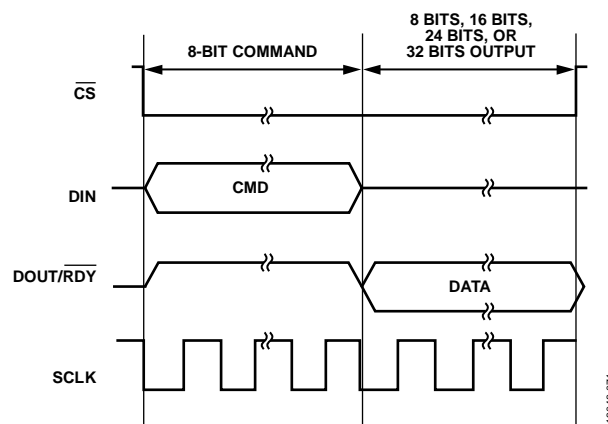 8-BIT COMMAND
8 BITS, 16 BITS,
24 BITS, OR
32 BITS OUTPUT
CS
DIN
CMD
DOUT/RDY
DATA
SCLK